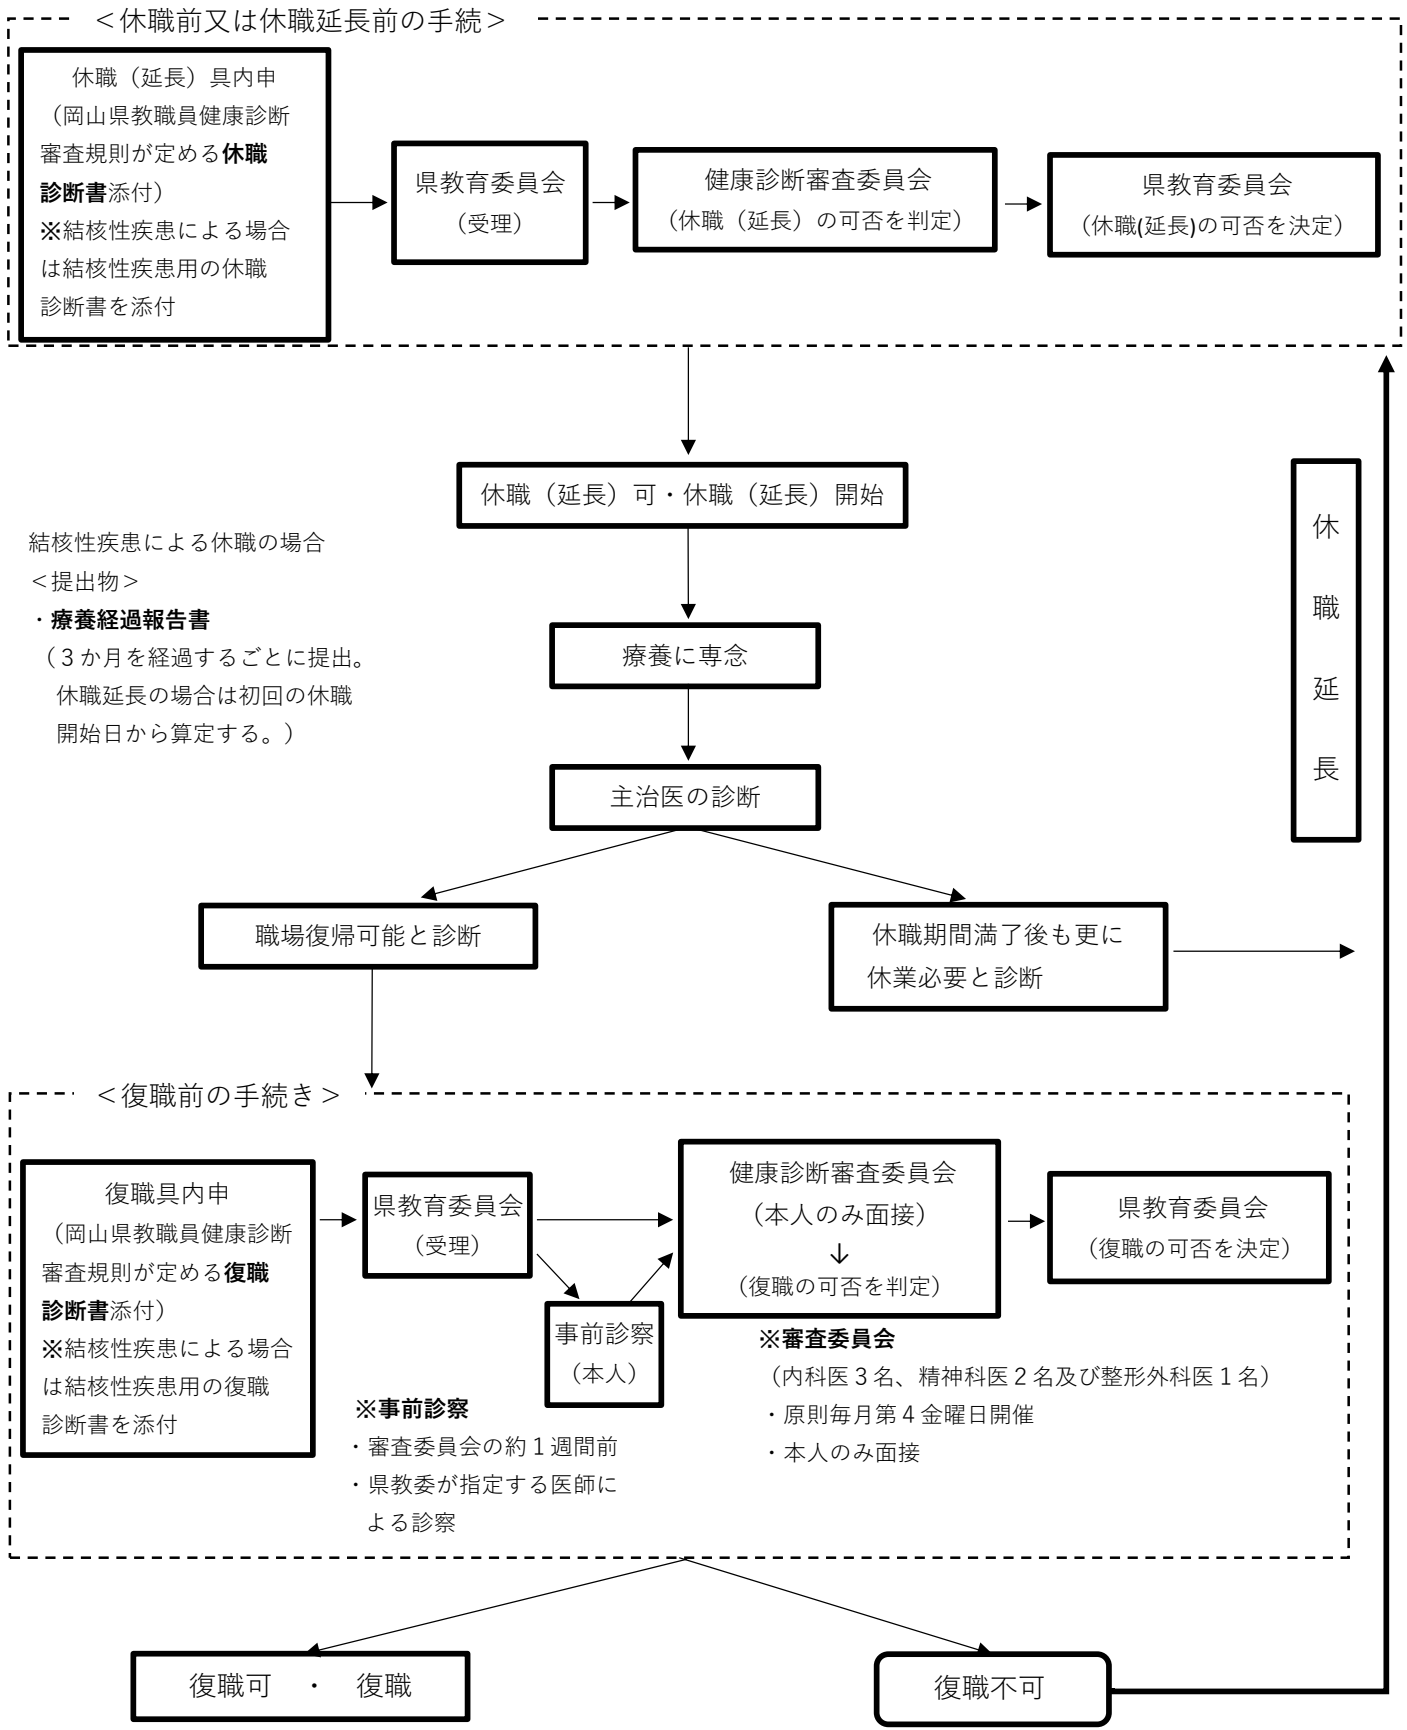 ＜休職前又は休職延長前の手続＞
休職（延長）具内申
（岡山県教職員健康診断
審査規則が定める休職
診断書添付）
※結核性疾患による場合
は結核性疾患用の休職
診断書を添付
県教育委員会
（受理）
健康診断審査委員会
（休職（延長）の可否を判定）
県教育委員会
（休職(延長)の可否を決定）
休職（延長）可・休職（延長）開始
結核性疾患による休職の場合
＜提出物＞
・療養経過報告書
（３か月を経過するごとに提出。
休職延長の場合は初回の休職
開始日から算定する。）
療養に専念
主治医の診断
休
職
延
長
職場復帰可能と診断
休職期間満了後も更に
休業必要と診断
＜復職前の手続き＞
復職具内申
（岡山県教職員健康診断
審査規則が定める復職
診断書添付）
※結核性疾患による場合
は結核性疾患用の復職
診断書を添付
県教育委員会
（受理）
事前診察
（本人）
※事前診察
・審査委員会の約１週間前
・県教委が指定する医師に
よる診察
健康診断審査委員会
（本人のみ面接）
↓
（復職の可否を判定）
※審査委員会
（内科医３名、精神科医２名及び整形外科医１名）
・原則毎月第４金曜日開催
・本人のみ面接
県教育委員会
（復職の可否を決定）
復職可　・　復職
復職不可